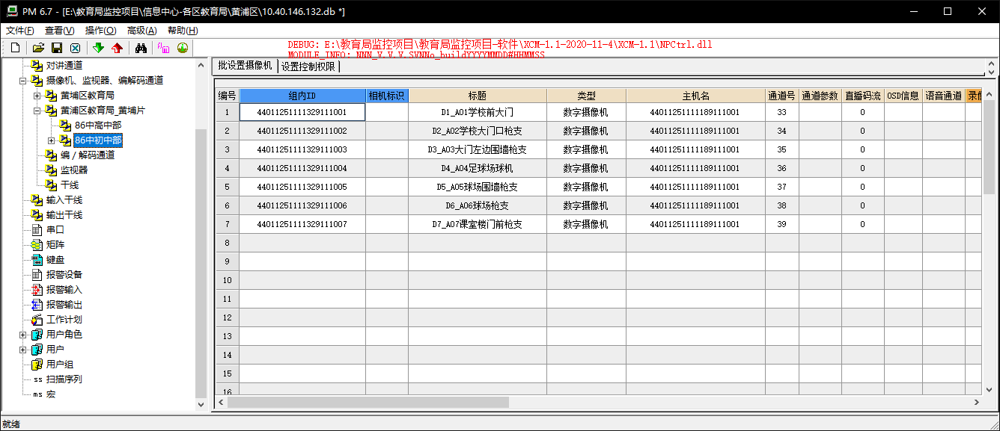 PM 6.7 - [E:\教育局监控项目\信息中心-各区教育局\黄浦区\10.40.146.132.db *]
文件(F) 查看(V) 操作(O) 高级(A) 帮助(H)
DEBUG: E:\教育局监控项目\教育局监控项目-软件\XCM-1.1-2020-11-4\XCM-1.1\NPCtrl.dll
MODULE_INFO: NNN_V.V.V.SVNNo_buildYYYYMMDD#HHMMSS
对讲通道
摄像机、监视器、编解码通道
黄埔区教育局
黄浦区教育局_黄埔片
86中高中部
86中初中部
编／解码通道
监视器
干线
输入干线
输出干线
串口
矩阵
键盘
报警设备
报警输入
报警输出
工作计划
用户角色
用户
用户组
ss 扫描序列
ms 宏
批设置摄像机 设置控制权限
编号 组内ID 相机标识 标题 类型 主机名 通道号 通道参数 直播码流 OSD信息 语音通道 录像
1 44011251111329111001 D1_A01学校前大门 数字摄像机 44011251111189111001 33 0
2 44011251111329111002 D2_A02学校大门口枪支 数字摄像机 44011251111189111001 34 0
3 44011251111329111003 D3_A03大门左边围墙枪支 数字摄像机 44011251111189111001 35 0
4 44011251111329111004 D4_A04足球场球机 数字摄像机 44011251111189111001 36 0
5 44011251111329111005 D5_A05球场围墙枪支 数字摄像机 44011251111189111001 37 0
6 44011251111329111006 D6_A06球场枪支 数字摄像机 44011251111189111001 38 0
7 44011251111329111007 D7_A07课室楼门前枪支 数字摄像机 44011251111189111001 39 0
8
9
10
11
12
13
14
15
16
就绪